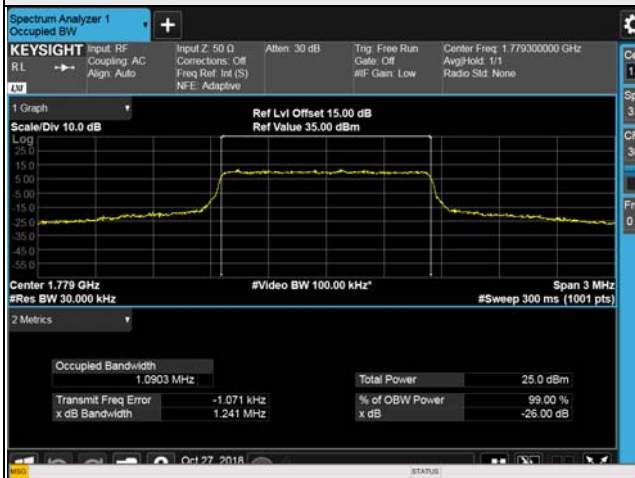 Spectrum Analyzer 1
Occupied BW
KEYSIGHT Input: RF Input Z: 50 Ω Atten: 30 dB Trig: Free Run Center Freq: 1.779300000 GHz
RL Coupling: AC Corrections: Off Gate: Off Avg|Hold: 1/1
Align: Auto Freq Ref: Int (S) #IF Gain: Low Radio Std: None
LXI NFE: Adaptive
1 Graph Ref Lvl Offset 15.00 dB
Scale/Div 10.0 dB Ref Value 35.00 dBm
Log
25.0
15.0
5.00
-5.00
-15.0
-25.0
-35.0
-45.0
-55.0
Center 1.779 GHz #Video BW 100.00 kHz* Span 3 MHz
#Res BW 30.000 kHz #Sweep 300 ms (1001 pts)
2 Metrics
Occupied Bandwidth
1.0903 MHz Total Power 25.0 dBm
Transmit Freq Error -1.071 kHz % of OBW Power 99.00 %
x dB Bandwidth 1.241 MHz x dB -26.00 dB
Oct 27, 2018
MSG STATUS